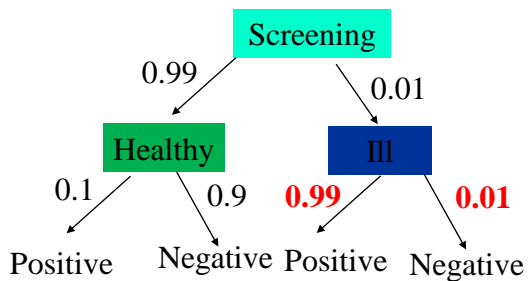 Screening
0.99
0.01
Healthy
Ill
0.1
0.9
0.99
0.01
Positive
Negative
Positive
Negative